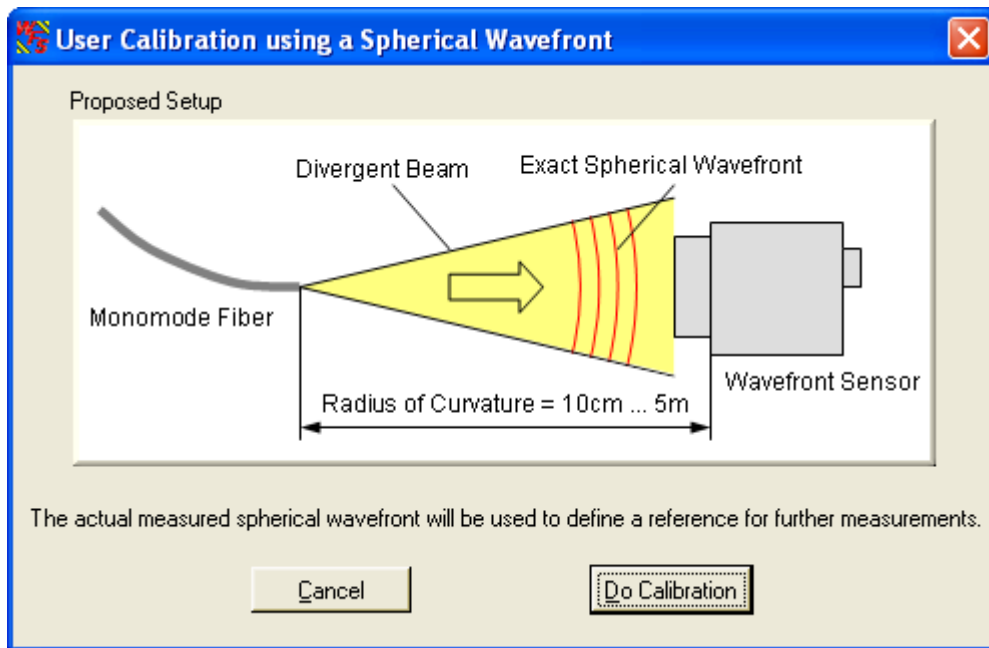 User Calibration using a Spherical Wavefront
Proposed Setup
Divergent Beam
Exact Spherical Wavefront
Monomode Fiber
Wavefront Sensor
Radius of Curvature = 10cm ... 5m
The actual measured spherical wavefront will be used to define a reference for further measurements.
Cancel
Do Calibration